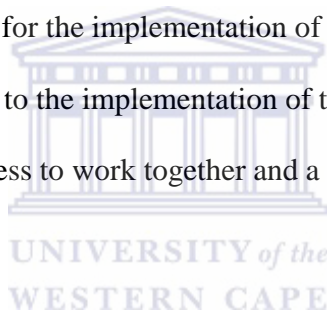 for the implementation of
to the implementation of t
ess to work together and a
UNIVERSITY of the
WESTERN CAPE